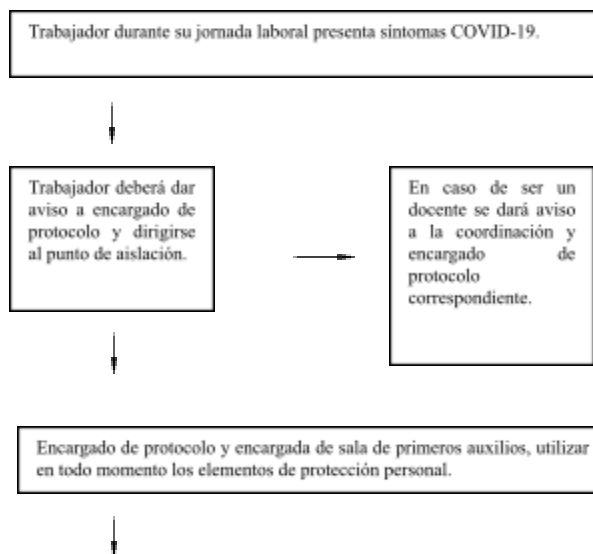 Trabajador durante su jornada laboral presenta síntomas COVID-19.
Trabajador deberá dar
aviso a encargado de
protocolo y dirigirse
al punto de aislación.
En caso de ser un
docente se dará aviso
a la coordinación y
encargado de
protocolo
correspondiente.
Encargado de protocolo y encargada de sala de primeros auxilios, utilizar
en todo momento los elementos de protección personal.